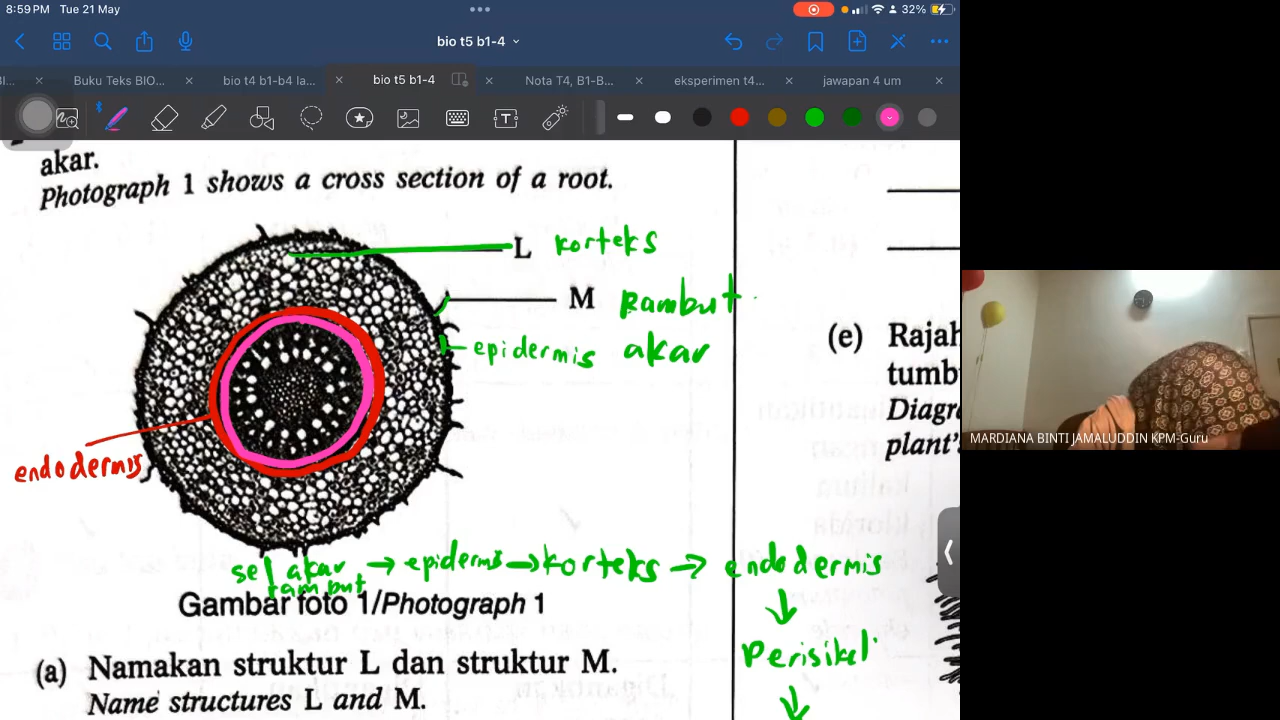 8:59 PM Tue 21 May
32%
bio t5 b1-4
Buku Teks BIO...
bio t4 b1-b4 la...
bio t5 b1-4
Nota T4, B1-B...
eksperimen t4...
jawapan 4 um
akar.
Photograph 1 shows a cross section of a root.
L korteks
M Rambut
epidermis akar
endodermis
sel akar → epidermis → korteks → endodermis
rambut
↓
Perisikel
↓
Gambar foto 1/Photograph 1
(a) Namakan struktur L dan struktur M.
Name structures L and M.
(e) Rajah
tumb
Diagra
plant's
MARDIANA BINTI JAMALUDDIN KPM-Guru